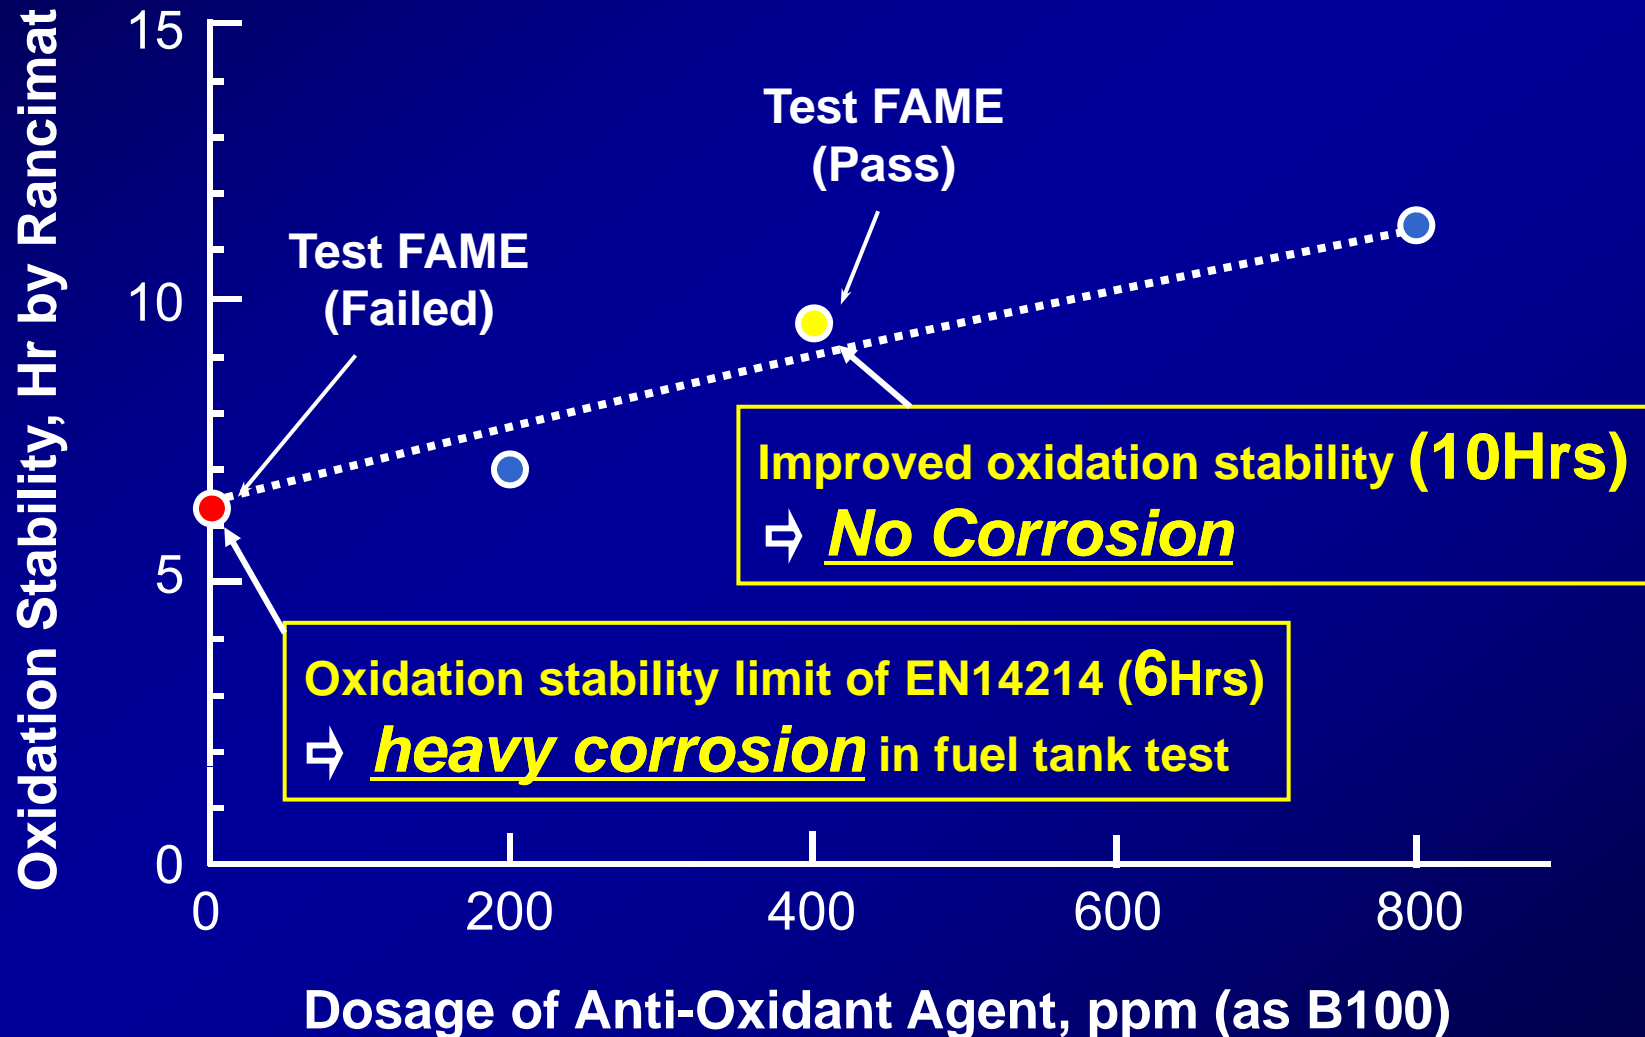 Oxidation Stability, Hr by Rancimat
15
10
5
0
Test FAME
(Pass)
Test FAME
(Failed)
Improved oxidation stability (10Hrs)
⇨ No Corrosion
Oxidation stability limit of EN14214 (6Hrs)
⇨ heavy corrosion in fuel tank test
0 200 400 600 800
Dosage of Anti-Oxidant Agent, ppm (as B100)